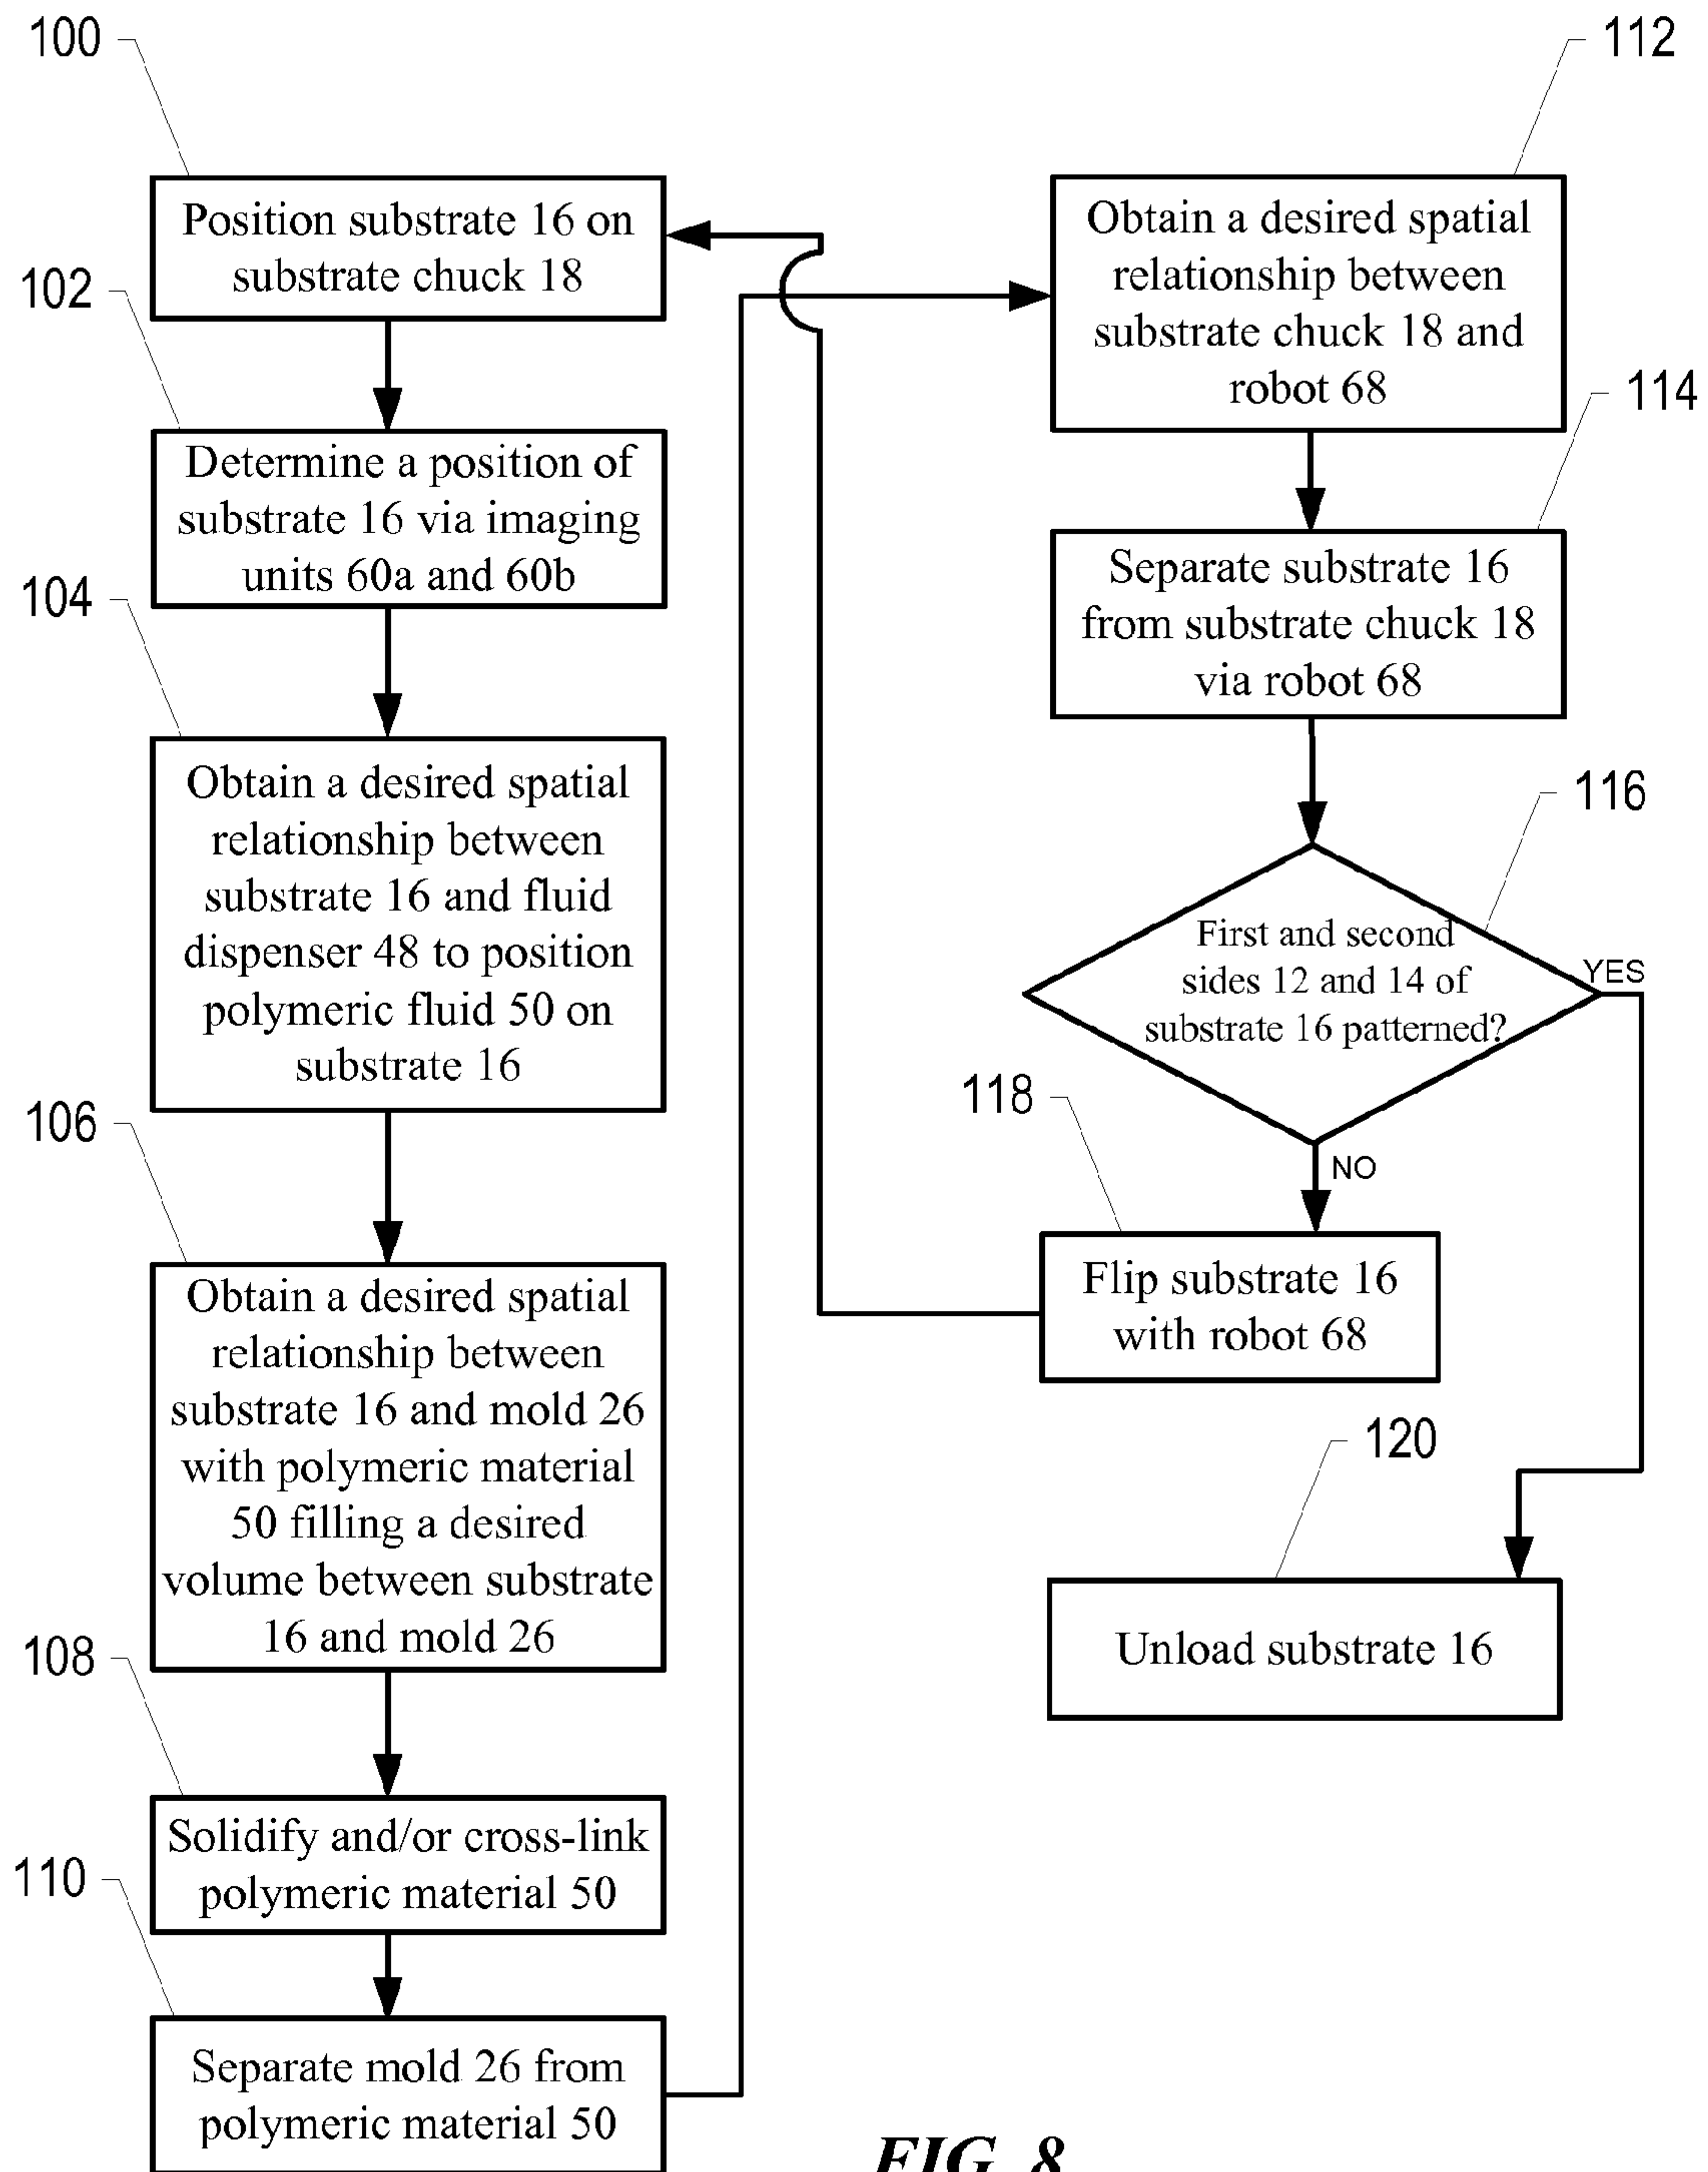 100
Position substrate 16 on
substrate chuck 18
102
Determine a position of
substrate 16 via imaging
units 60a and 60b
104
Obtain a desired spatial
relationship between
substrate 16 and fluid
dispenser 48 to position
polymeric fluid 50 on
substrate 16
106
Obtain a desired spatial
relationship between
substrate 16 and mold 26
with polymeric material
50 filling a desired
volume between substrate
16 and mold 26
108
Solidify and/or cross-link
polymeric material 50
110
Separate mold 26 from
polymeric material 50
112
Obtain a desired spatial
relationship between
substrate chuck 18 and
robot 68
114
Separate substrate 16
from substrate chuck 18
via robot 68
116
First and second
sides 12 and 14 of
substrate 16 patterned?
YES
NO
118
Flip substrate 16
with robot 68
120
Unload substrate 16
FIG. 8